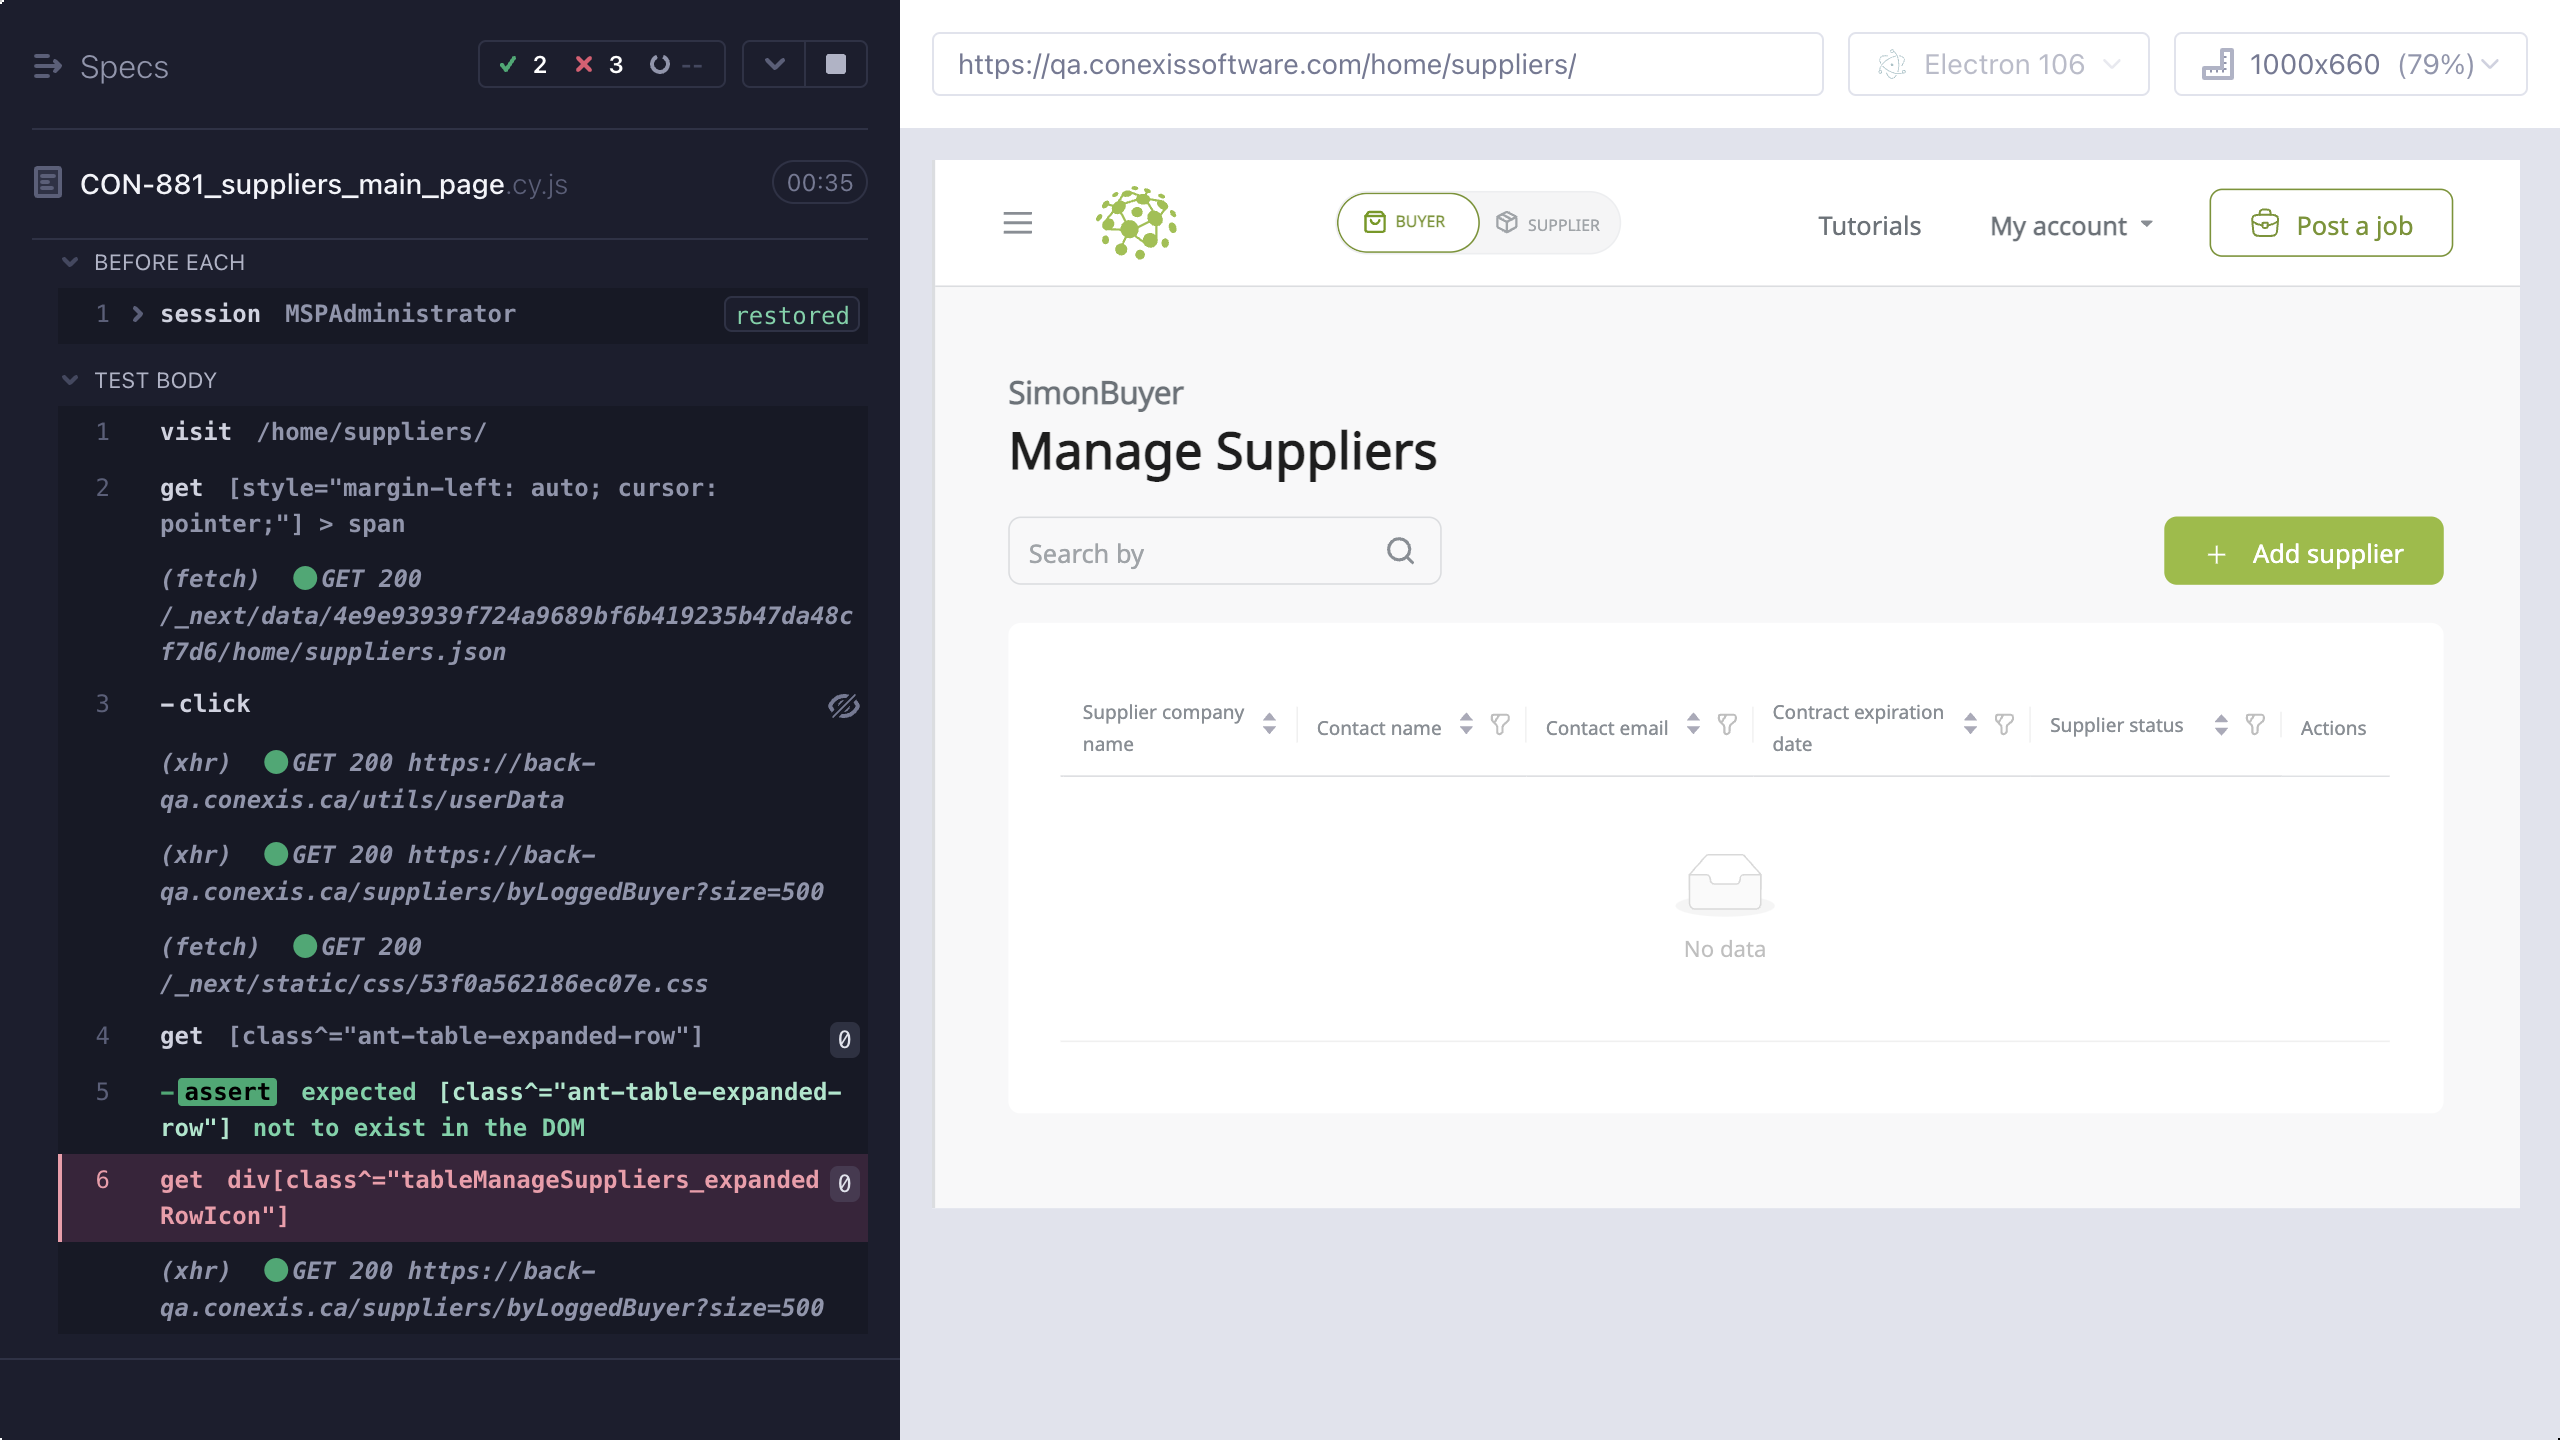 Specs
2
3
--
CON-881_suppliers_main_page.cy.js
00:35
BEFORE EACH
1 session MSPAdministrator restored
TEST BODY
1 visit /home/suppliers/
2 get [style="margin-left: auto; cursor:
pointer;"] > span
(fetch) GET 200
/_next/data/4e9e93939f724a9689bf6b419235b47da48c
f7d6/home/suppliers.json
3 -click
(xhr) GET 200 https://back-
qa.conexis.ca/utils/userData
(xhr) GET 200 https://back-
qa.conexis.ca/suppliers/byLoggedBuyer?size=500
(fetch) GET 200
/_next/static/css/53f0a562186ec07e.css
4 get [class^="ant-table-expanded-row"] 0
5 -assert expected [class^="ant-table-expanded-
row"] not to exist in the DOM
6 get div[class^="tableManageSuppliers_expanded 0
RowIcon"]
(xhr) GET 200 https://back-
qa.conexis.ca/suppliers/byLoggedBuyer?size=500
https://qa.conexissoftware.com/home/suppliers/
Electron 106
1000x660 (79%)
BUYER
SUPPLIER
Tutorials
My account
Post a job
SimonBuyer
Manage Suppliers
Search by
+ Add supplier
Supplier company
name
Contact name
Contact email
Contract expiration
date
Supplier status
Actions
No data